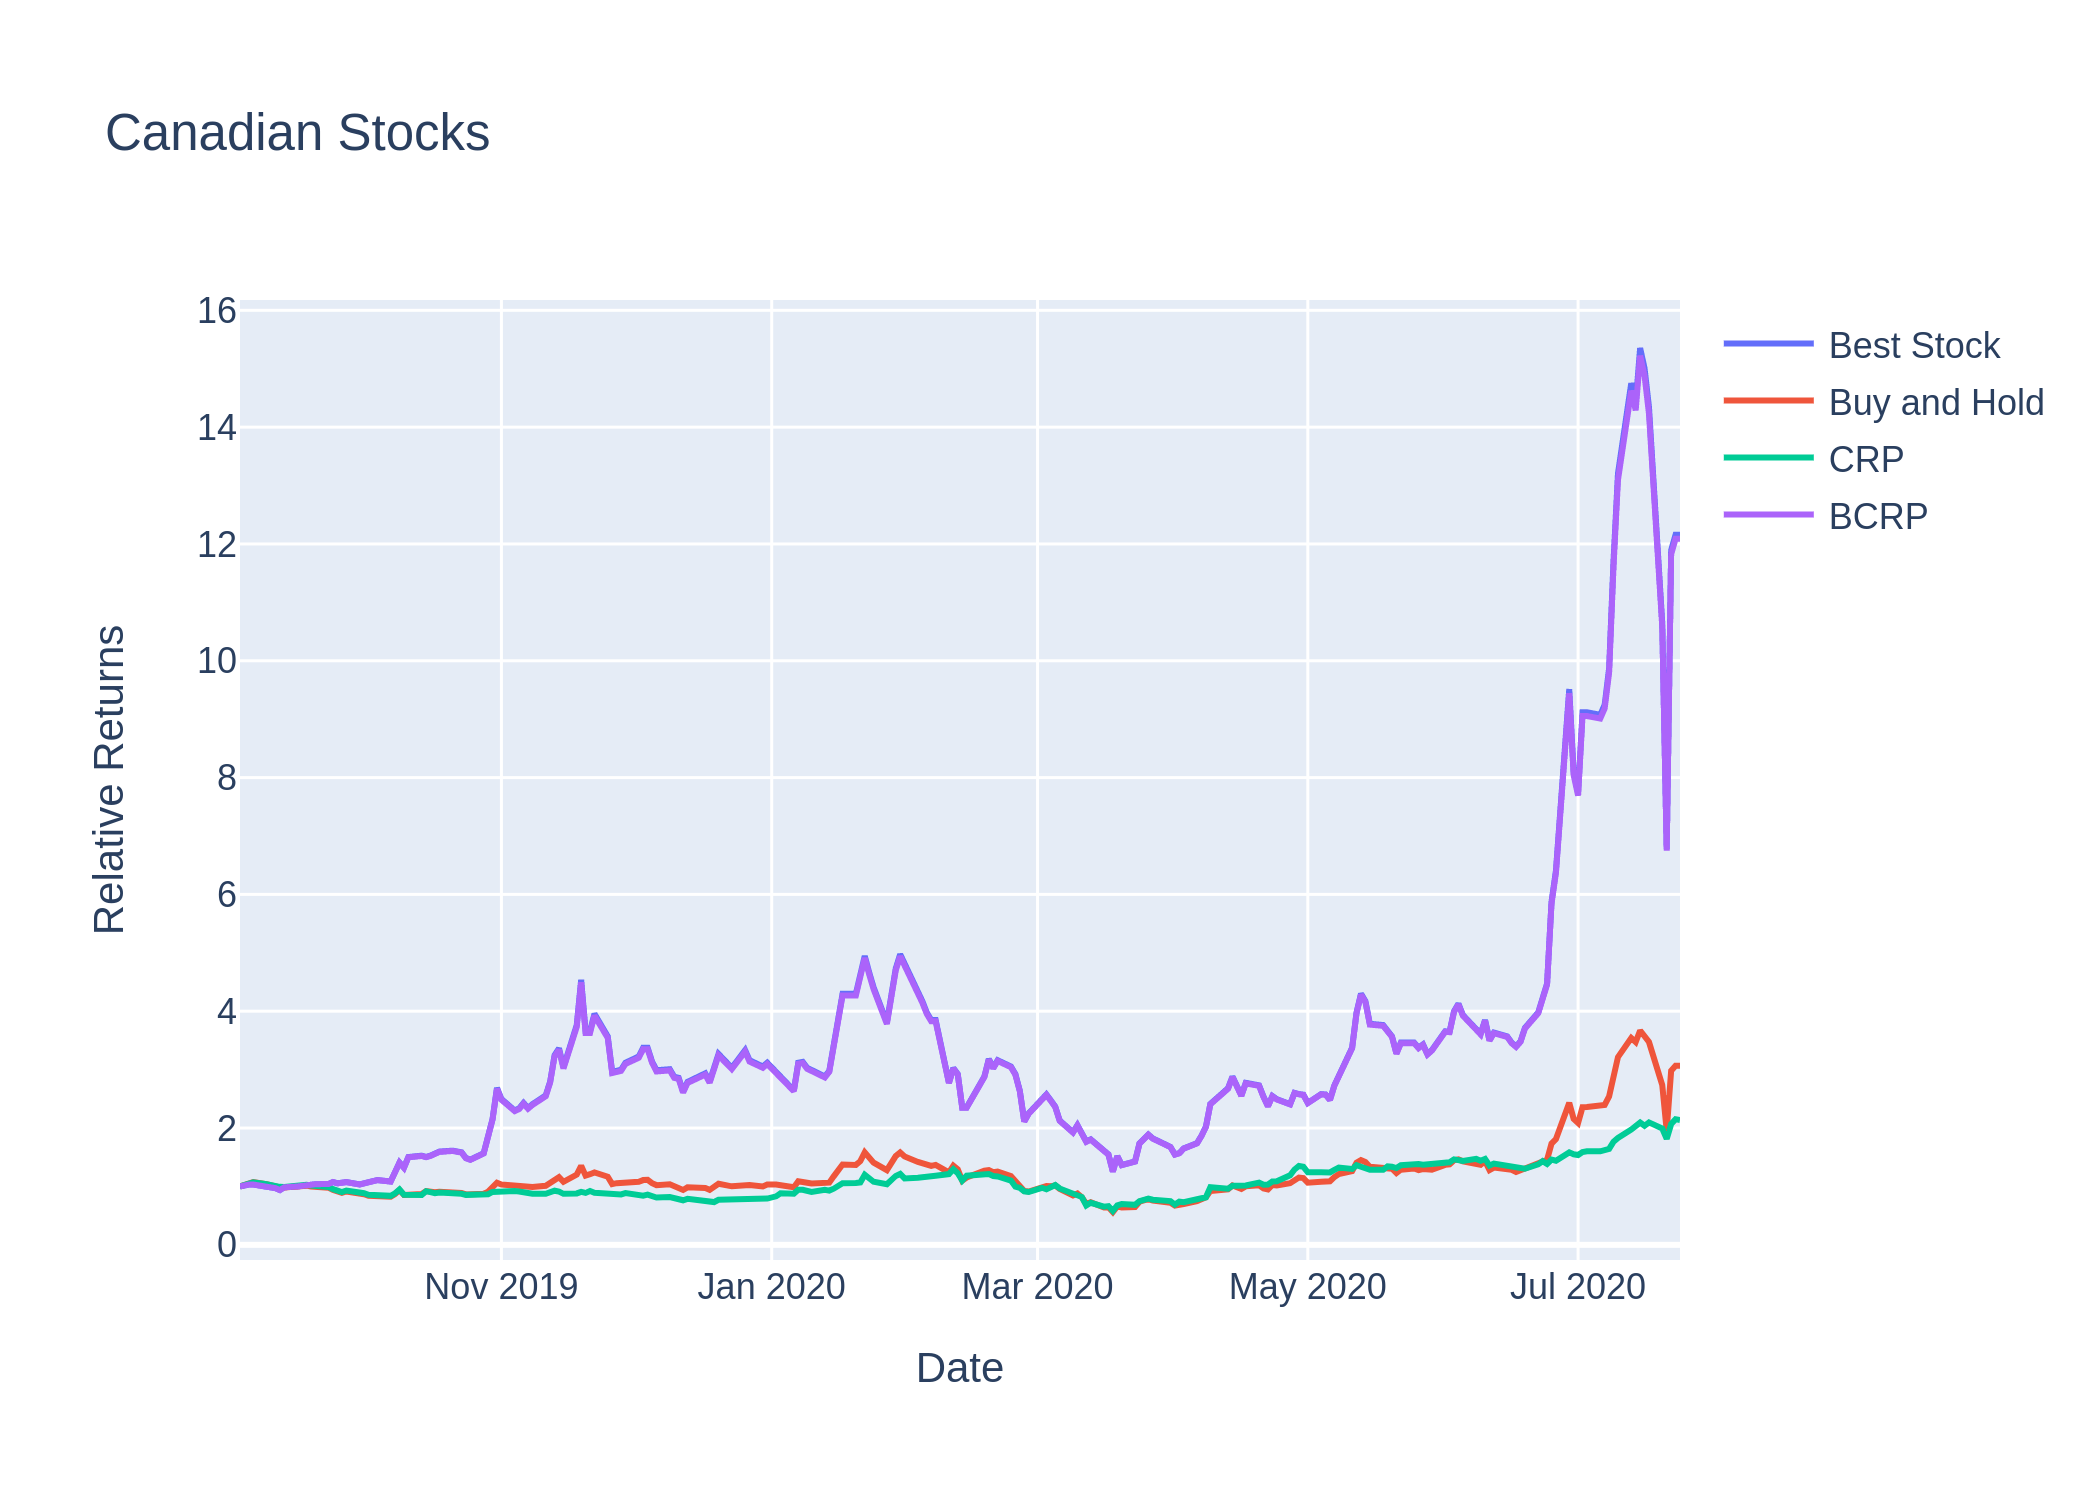 Canadian Stocks
16
14
12
10
8
6
4
2
0
Relative Returns
Nov 2019
Jan 2020
Mar 2020
May 2020
Jul 2020
Date
Best Stock
Buy and Hold
CRP
BCRP